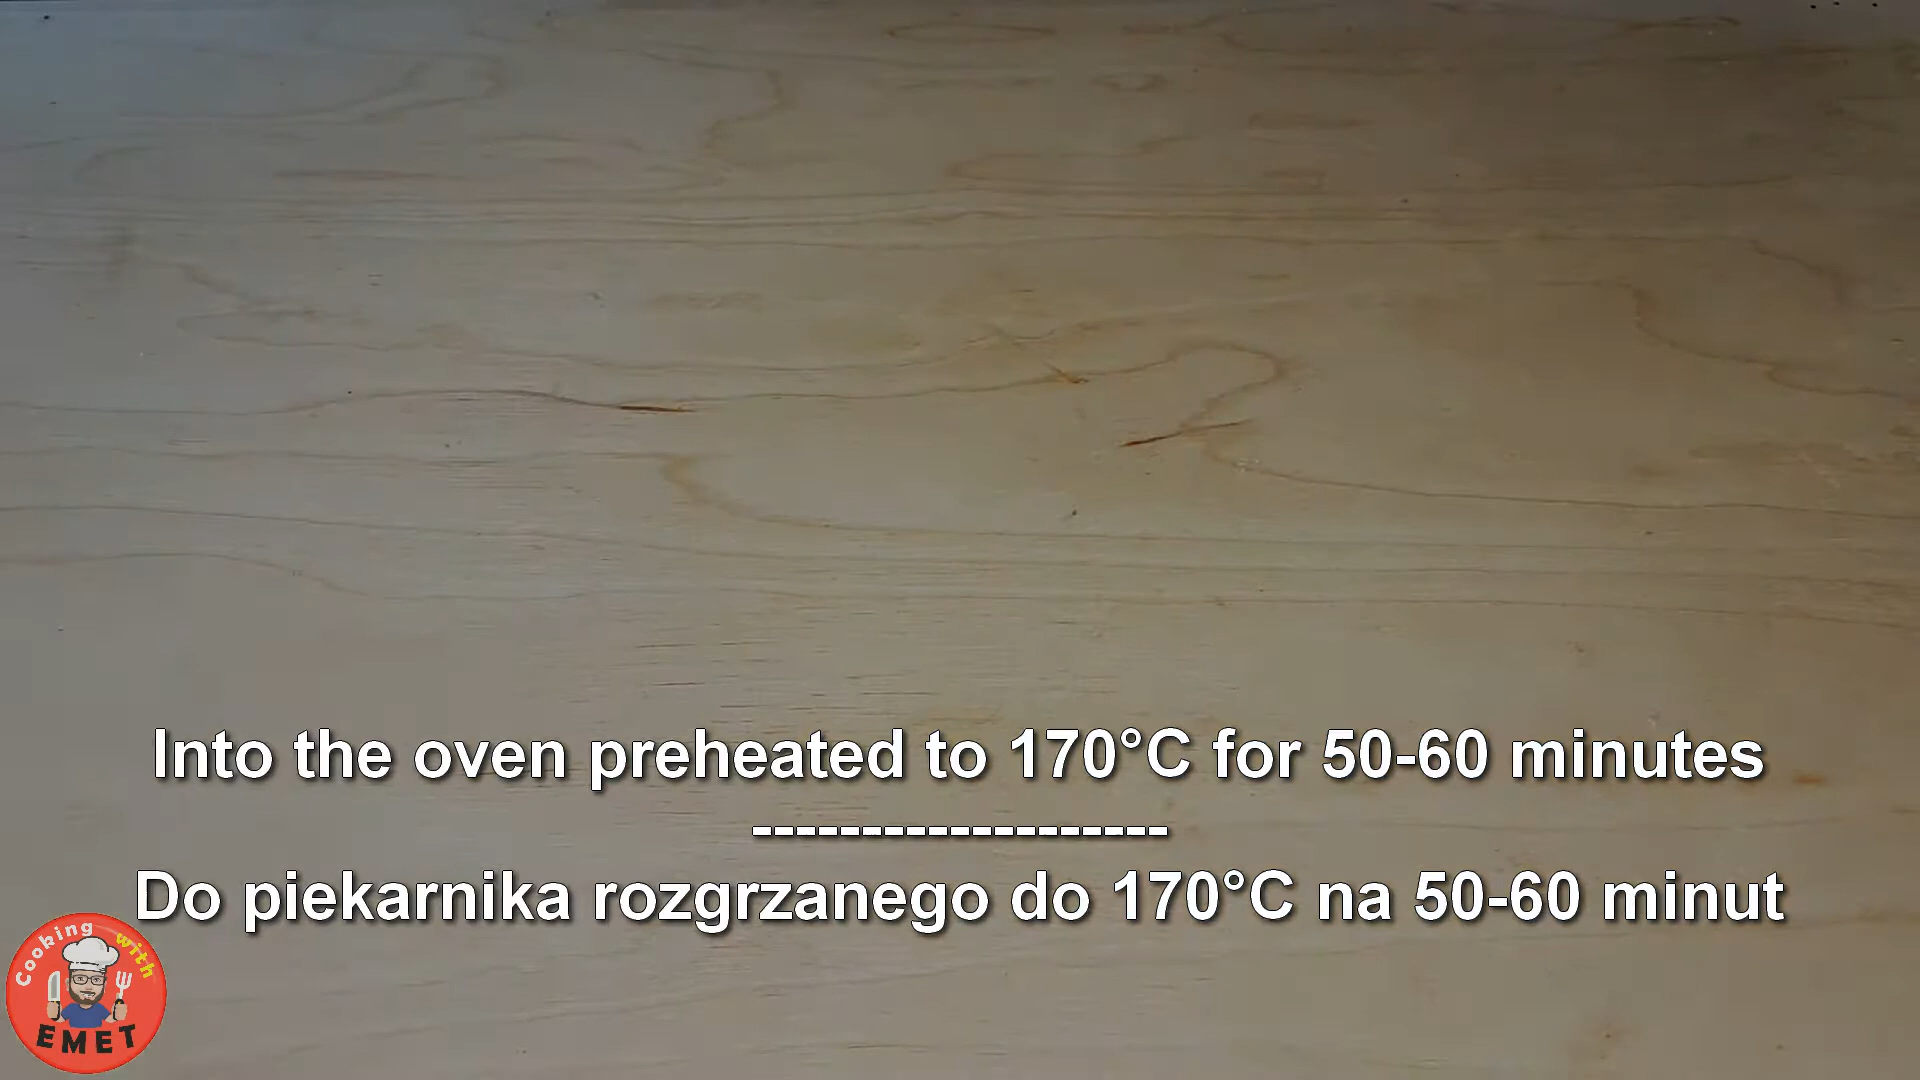 Into the oven preheated to 170°C for 50-60 minutes
-------------------
Do piekarnika rozgrzanego do 170°C na 50-60 minut
Cooking with
EMET